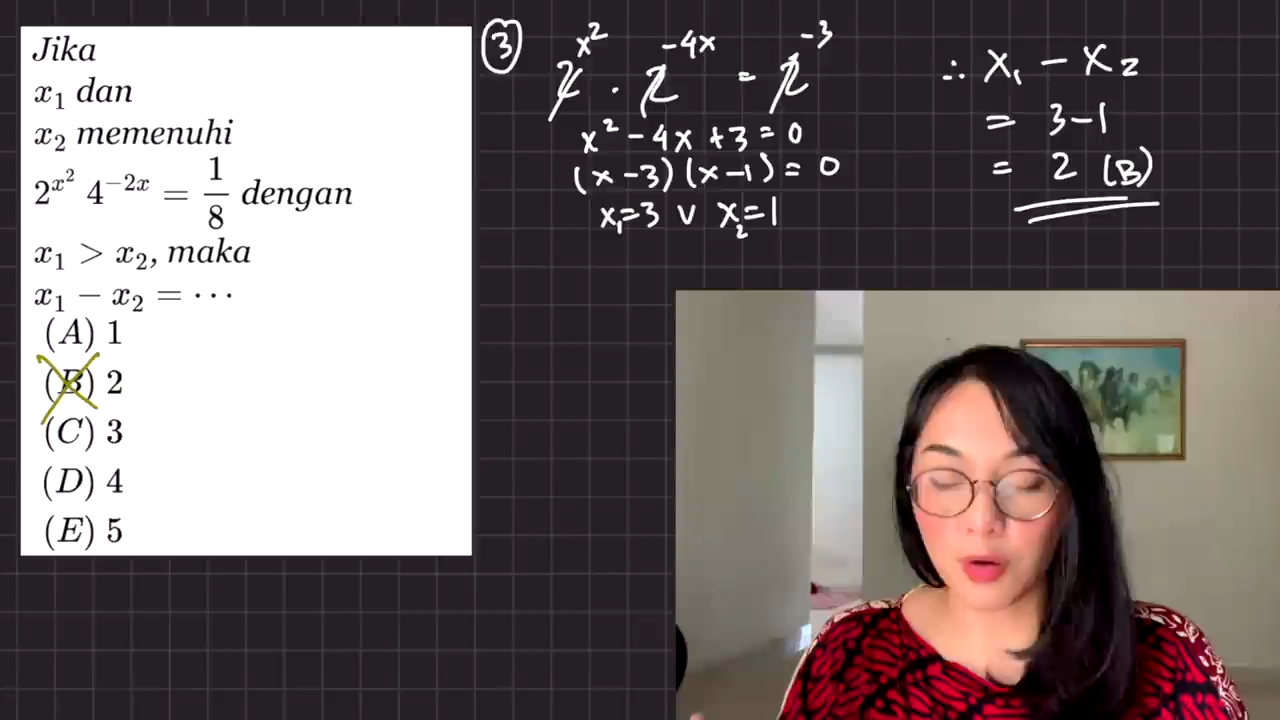 Jika
x₁ dan
x₂ memenuhi
2^{x²} 4^{-2x} = 1/8 dengan
x₁ > x₂, maka
x₁ − x₂ = ⋯
(A) 1
(B) 2
(C) 3
(D) 4
(E) 5
③ 2^{x²} · 2^{-4x} = 2^{-3}
x² − 4x + 3 = 0
(x−3)(x−1) = 0
x₁=3 ∨ x₂=1
∴ x₁ − x₂
= 3−1
= 2 (B)